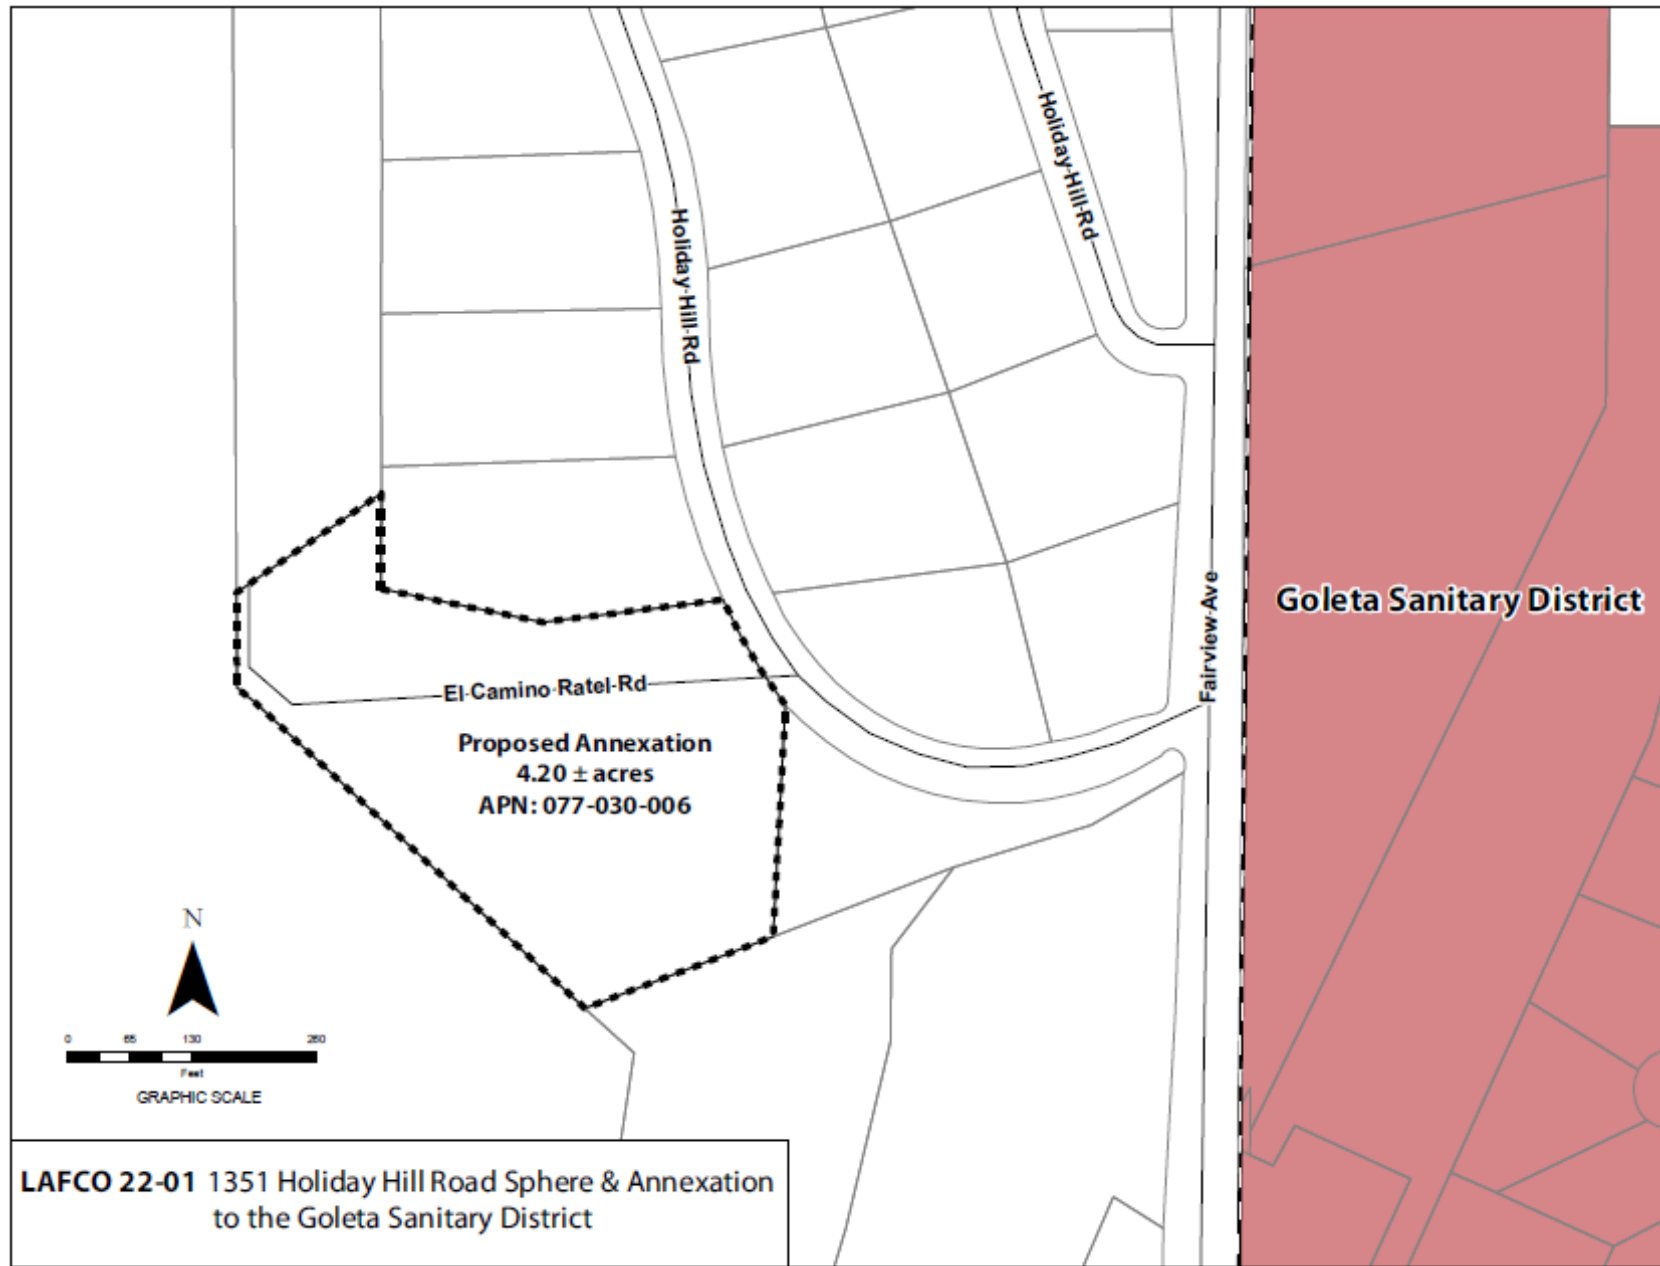 Holiday-Hill-Rd
Holiday-Hill-Rd
Fairview-Ave
Goleta Sanitary District
El-Camino-Ratel-Rd
Proposed Annexation
4.20 ± acres
APN: 077-030-006
N
0 65 130 260
Feet
GRAPHIC SCALE
LAFCO 22-01 1351 Holiday Hill Road Sphere & Annexation
to the Goleta Sanitary District